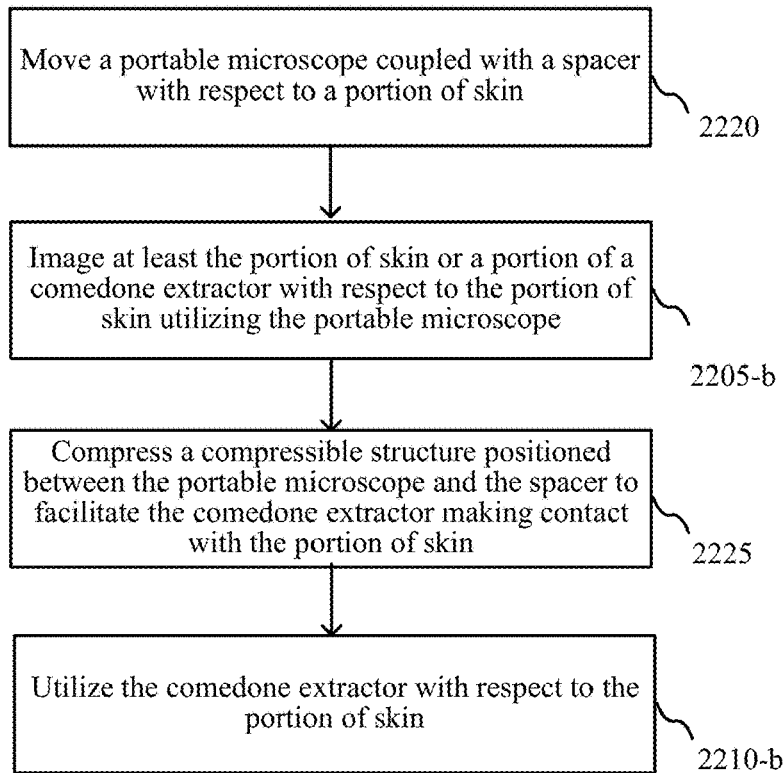 Move a portable microscope coupled with a spacer
with respect to a portion of skin
2220
Image at least the portion of skin or a portion of a
comedone extractor with respect to the portion of
skin utilizing the portable microscope
2205-b
Compress a compressible structure positioned
between the portable microscope and the spacer to
facilitate the comedone extractor making contact
with the portion of skin
2225
Utilize the comedone extractor with respect to the
portion of skin
2210-b